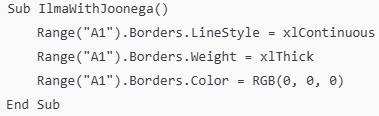 Sub IlmaWithJoonega()
    Range("A1").Borders.LineStyle = xlContinuous
    Range("A1").Borders.Weight = xlThick
    Range("A1").Borders.Color = RGB(0, 0, 0)
End Sub